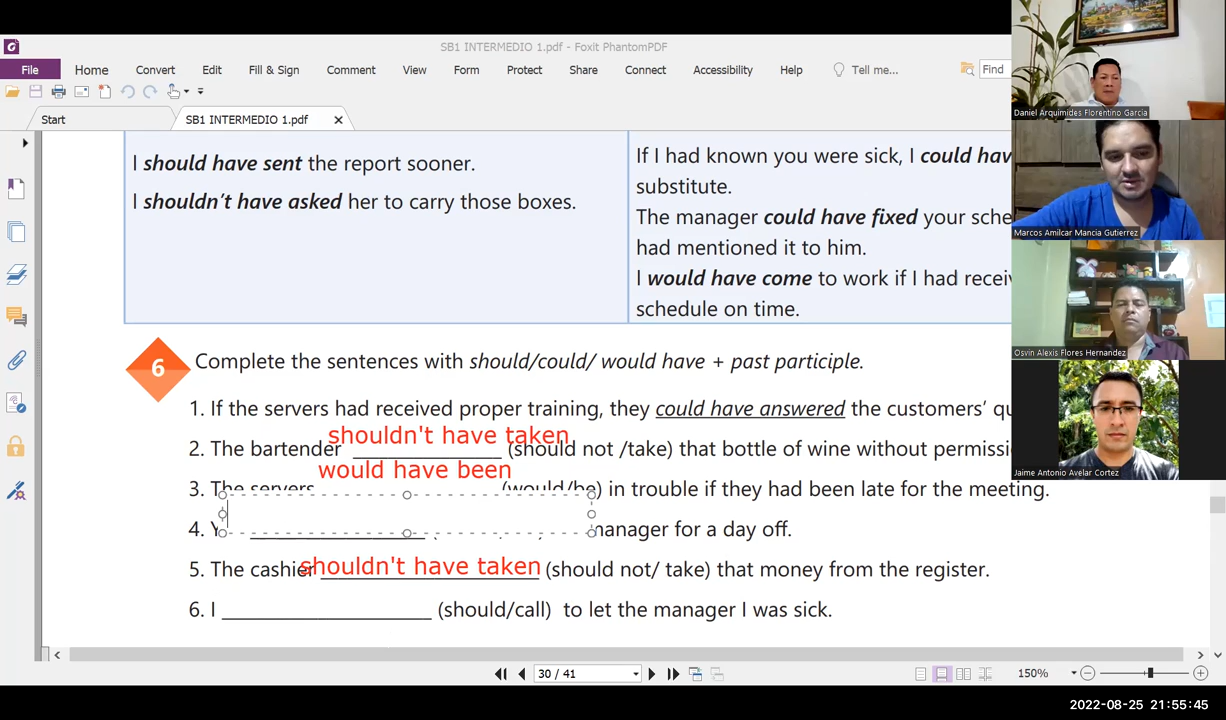 SB1 INTERMEDIO 1.pdf - Foxit PhantomPDF
File Home Convert Edit Fill & Sign Comment View Form Protect Share Connect Accessibility Help Tell me... Find
Start SB1 INTERMEDIO 1.pdf
Daniel Arquimides Florentino Garcia
I should have sent the report sooner.
I shouldn't have asked her to carry those boxes.
If I had known you were sick, I could hav
substitute.
The manager could have fixed your sche
had mentioned it to him.
I would have come to work if I had recei
schedule on time.
Marcos Amilcar Mancia Gutierrez
Osvin Alexis Flores Hernandez
Jaime Antonio Avelar Cortez
6 Complete the sentences with should/could/ would have + past participle.
1. If the servers had received proper training, they could have answered the customers' qu
shouldn't have taken
2. The bartender _______________ (should not /take) that bottle of wine without permissi
would have been
3. The servers (would/be) in trouble if they had been late for the meeting.
4. Y manager for a day off.
shouldn't have taken
5. The cashier ______________________ (should not/ take) that money from the register.
6. I _____________________ (should/call) to let the manager I was sick.
30 / 41
150%
2022-08-25 21:55:45